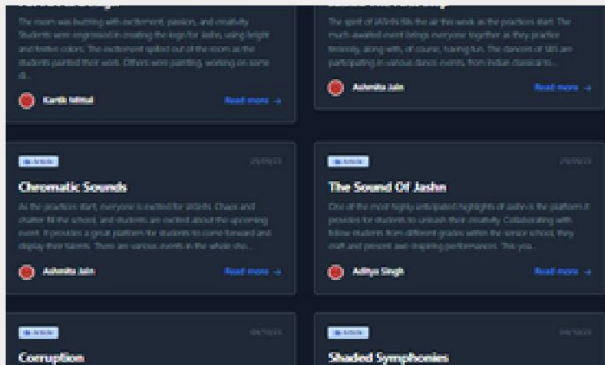 The room was bursting with excitement, passion, and creativity.
Students were engrossed in creating the logo for Jashn, using bright
and festive colors. The excitement spilled out of the room as the
students painted their work. Others were painting, working on some
di...
Kartik Mittal
Read more →
The spirit of JASHN fills the air this week as the practices start. The
much awaited event brings everyone together as they practice
tirelessly, along with, of course, having fun. The dancers of
participating in various dance events, from Indian classical to...
Ashmita Jain
Read more →
Article
Chromatic Sounds
As the practices start, everyone is excited for JASHN. Chaos and
chatter fill the school, and students are excited about the upcoming
event. It provides a great platform for students to come forward and
display their talents. There are various events in the whole sho...
Ashmita Jain
Read more →
Article
The Sound Of Jashn
One of the most highly anticipated highlights of Jashn is the platform it
provides for students to unleash their creativity. Collaborating with
fellow students from different grades within the senior school, they
craft and present awe-inspiring performances. This yea...
Aditya Singh
Read more →
Article
Corruption
Article
Shaded Symphonies